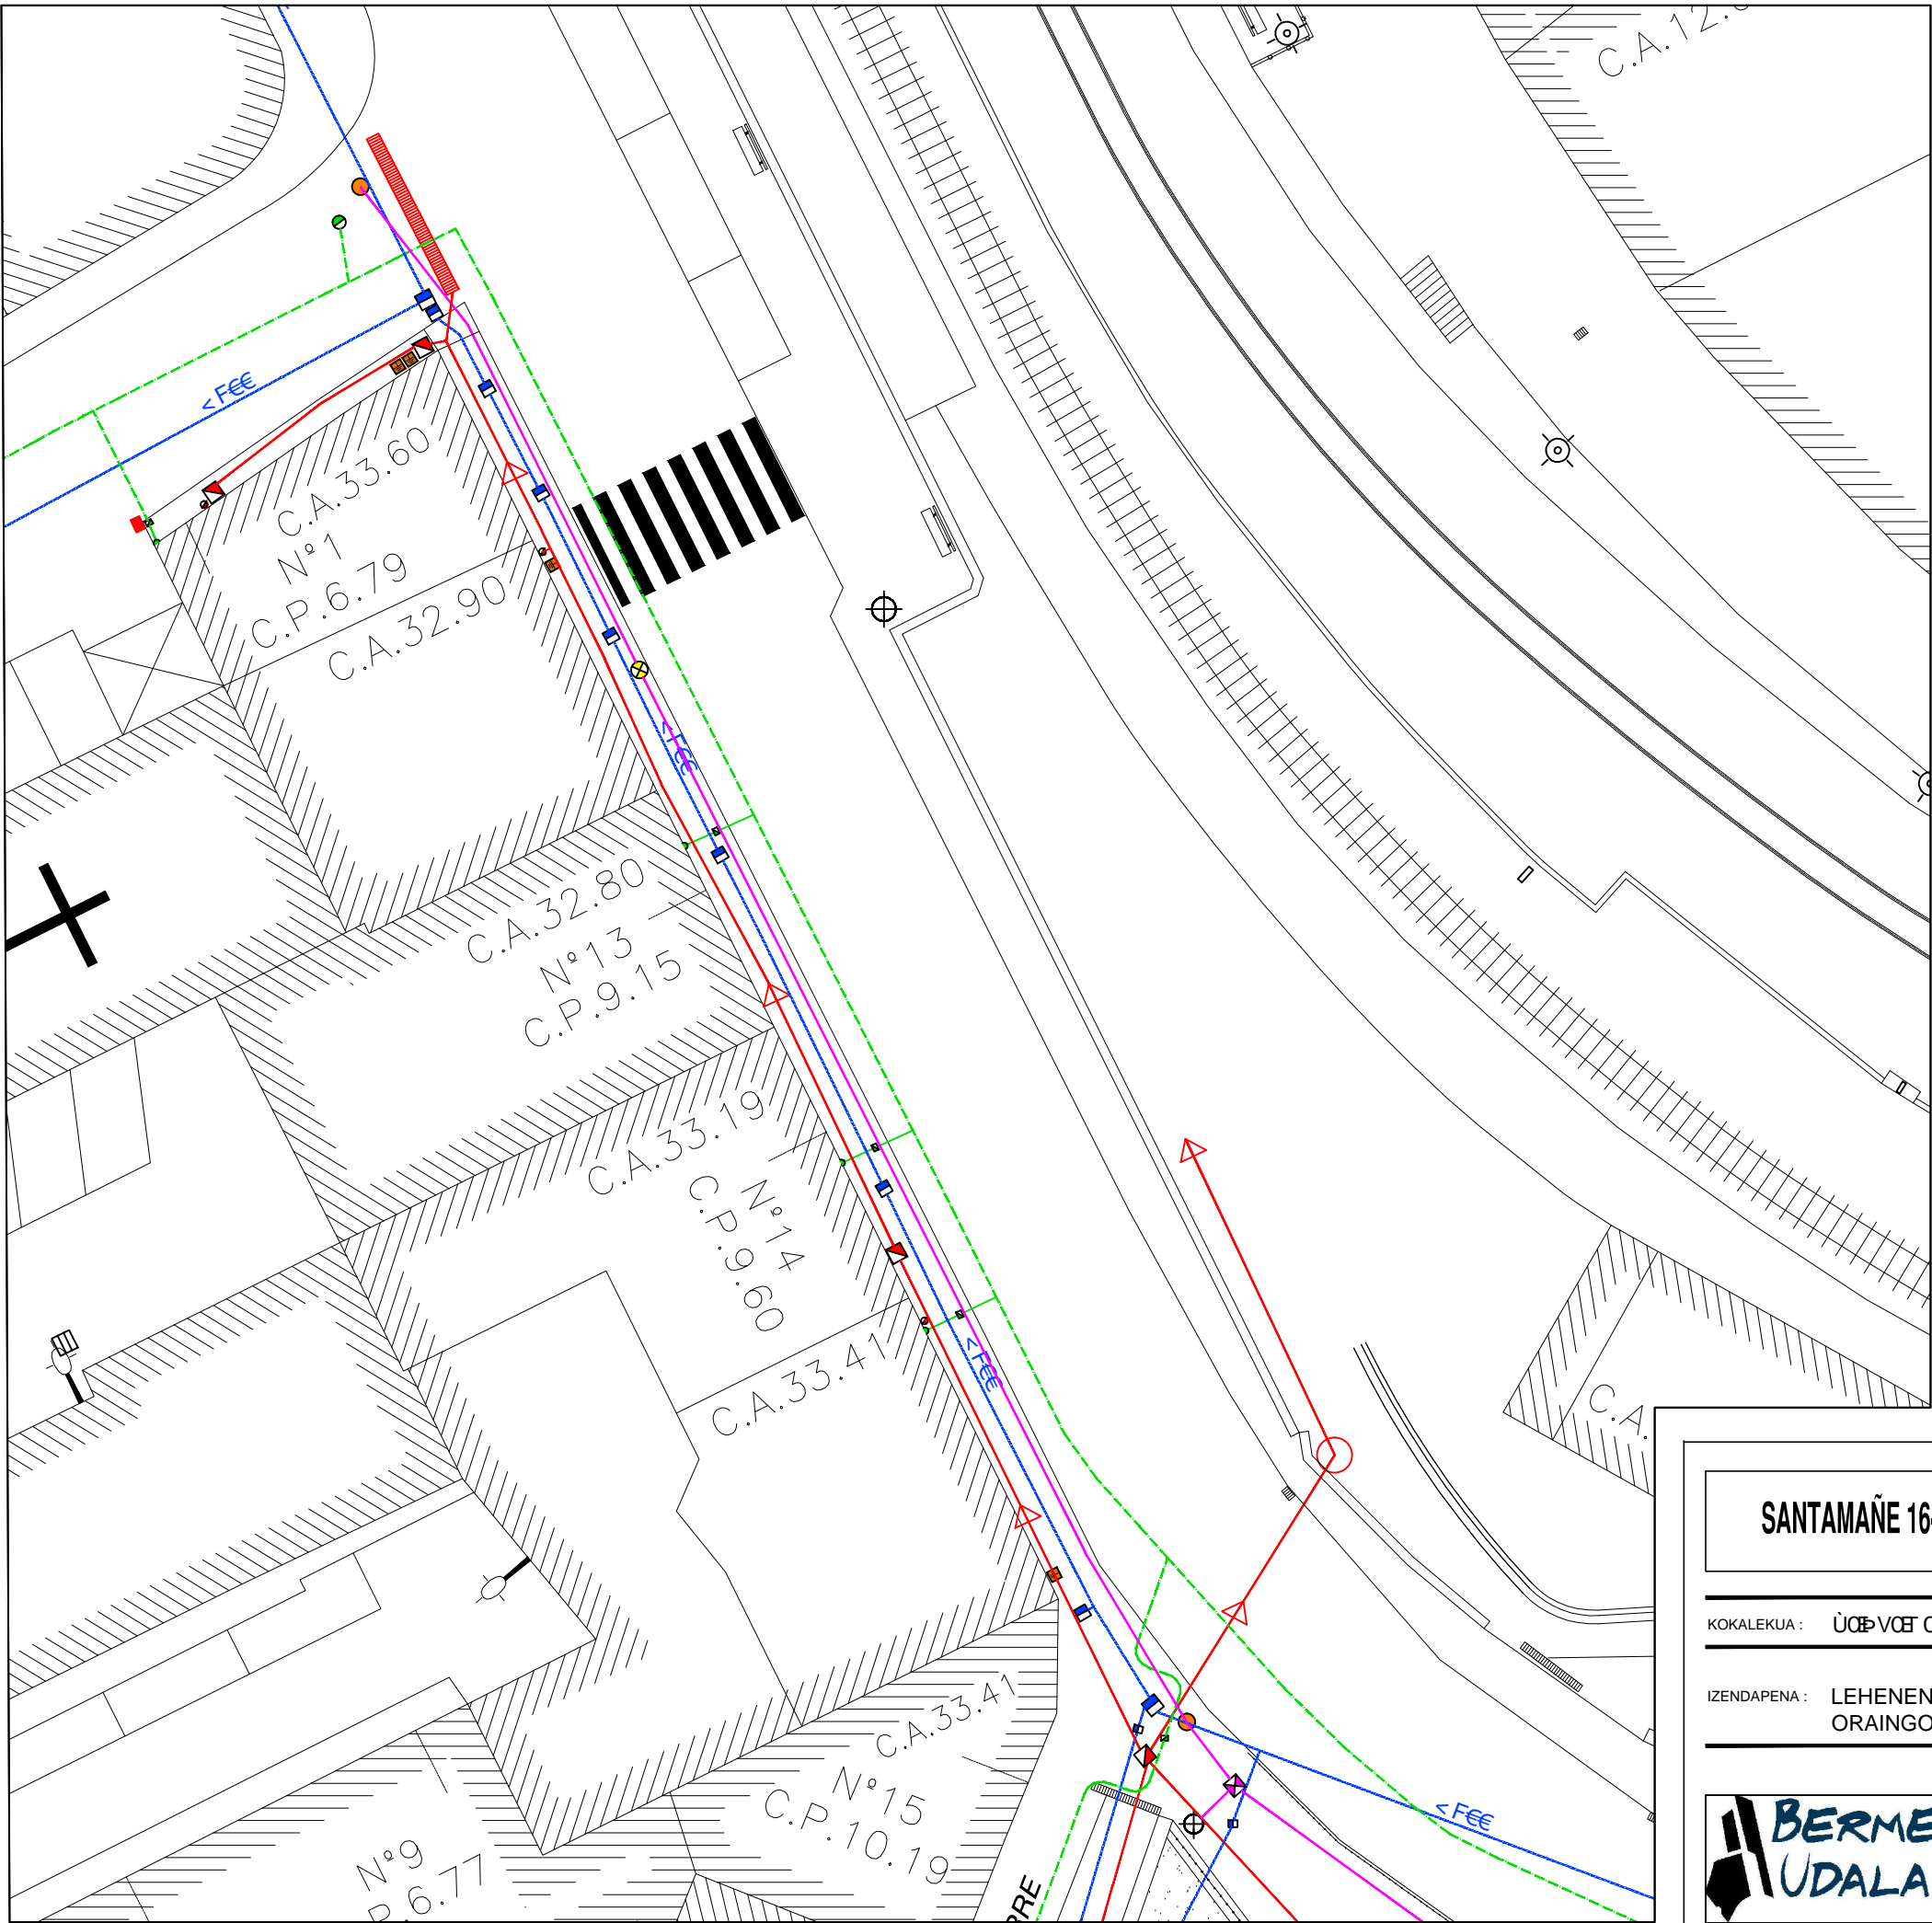 C.A.12.
<F€€
C.A.33.60
Nº1
C.P.6.79
C.A.32.90
<F€€
C.A.32.80
Nº13
C.P.9.15
C.A.33.19
Nº14
C.P.9.60
C.A.33.41
<F€€
C.A.
SANTAMAÑE 16
KOKALEKUA :
IZENDAPENA : LEHENEN
ORAINGO
C.A.33.41
Nº15
C.P.10.19
<F€€
Nº9
P.6.77
RRE
BERME
UDALA